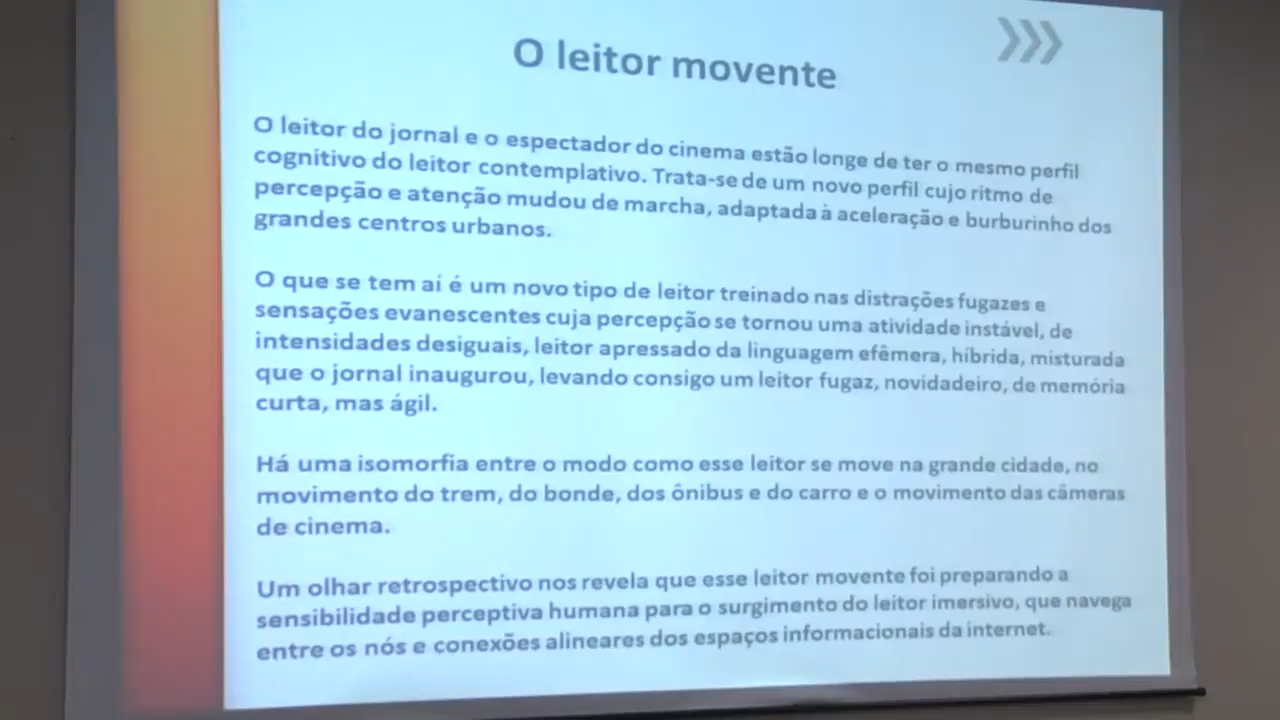 O leitor movente
O leitor do jornal e o espectador do cinema estão longe de ter o mesmo perfil
cognitivo do leitor contemplativo. Trata-se de um novo perfil cujo ritmo de
percepção e atenção mudou de marcha, adaptada à aceleração e burburinho dos
grandes centros urbanos.
O que se tem aí é um novo tipo de leitor treinado nas distrações fugazes e
sensações evanescentes cuja percepção se tornou uma atividade instável, de
intensidades desiguais, leitor apressado da linguagem efêmera, híbrida, misturada
que o jornal inaugurou, levando consigo um leitor fugaz, novidadeiro, de memória
curta, mas ágil.
Há uma isomorfia entre o modo como esse leitor se move na grande cidade, no
movimento do trem, do bonde, dos ônibus e do carro e o movimento das câmeras
de cinema.
Um olhar retrospectivo nos revela que esse leitor movente foi preparando a
sensibilidade perceptiva humana para o surgimento do leitor imersivo, que navega
entre os nós e conexões alineares dos espaços informacionais da internet.